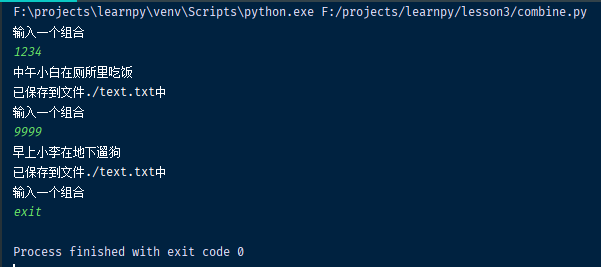 F:\projects\learnpy\venv\Scripts\python.exe F:/projects/learnpy/lesson3/combine.py
输入一个组合
1234
中午小白在厕所里吃饭
已保存到文件./text.txt中
输入一个组合
9999
早上小李在地下遛狗
已保存到文件./text.txt中
输入一个组合
exit
Process finished with exit code 0